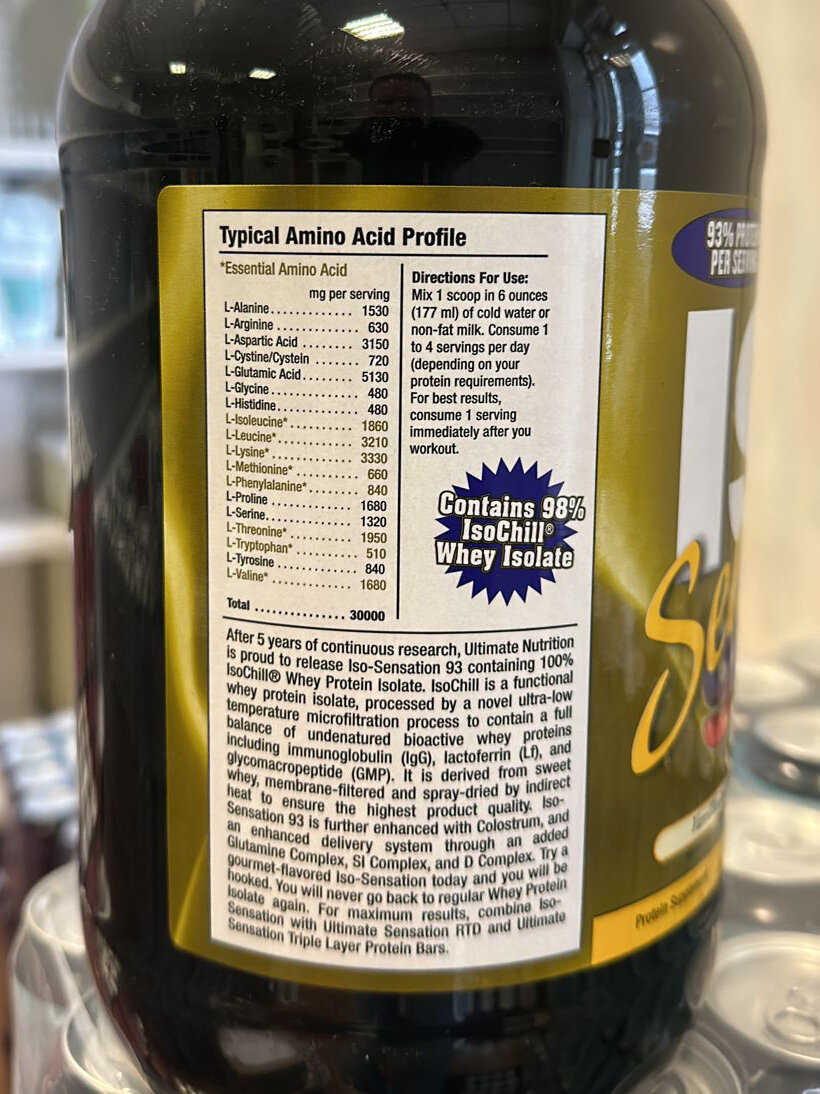 Typical Amino Acid Profile
*Essential Amino Acid
mg per serving
L-Alanine............. 1530
L-Arginine ............ 630
L-Aspartic Acid ........ 3150
L-Cystine/Cystein ...... 720
L-Glutamic Acid........ 5130
L-Glycine.............. 480
L-Histidine............. 480
L-Isoleucine*........... 1860
L-Leucine*............. 3210
L-Lysine*.............. 3330
L-Methionine* ......... 660
L-Phenylalanine*....... 840
L-Proline .............. 1680
L-Serine............... 1320
L-Threonine*........... 1950
L-Tryptophan* ......... 510
L-Tyrosine ............. 840
L-Valine* .............. 1680
Total ............... 30000
Directions For Use:
Mix 1 scoop in 6 ounces
(177 ml) of cold water or
non-fat milk. Consume 1
to 4 servings per day
(depending on your
protein requirements).
For best results,
consume 1 serving
immediately after you
workout.
Contains 98%
IsoChill®
Whey Isolate
After 5 years of continuous research, Ultimate Nutrition
is proud to release Iso-Sensation 93 containing 100%
IsoChill® Whey Protein Isolate. IsoChill is a functional
whey protein isolate, processed by a novel ultra-low
temperature microfiltration process to contain a full
balance of undenatured bioactive whey proteins
including immunoglobulin (IgG), lactoferrin (Lf), and
glycomacropeptide (GMP). It is derived from sweet
whey, membrane-filtered and spray-dried by indirect
heat to ensure the highest product quality. Iso-
Sensation 93 is further enhanced with Colostrum, and
an enhanced delivery system through an added
Glutamine Complex, SI Complex, and D Complex. Try a
gourmet-flavored Iso-Sensation today and you will be
hooked. You will never go back to regular Whey Protein
Isolate again. For maximum results, combine Iso-
Sensation with Ultimate Sensation RTD and Ultimate
Sensation Triple Layer Protein Bars.
93%
PER
Se
Protein